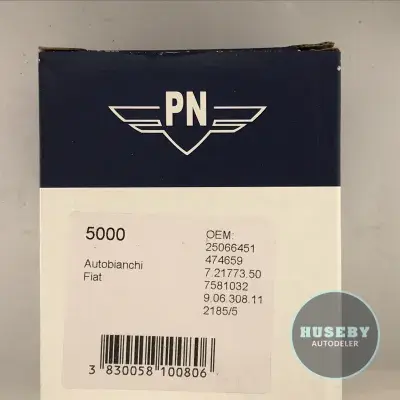 PN
5000
Autobianchi
Fiat
OEM:
25066451
474659
7.21773.50
7581032
9.06.308.11
2185/5
3 830058 100806
HUSEBY
AUTODELER